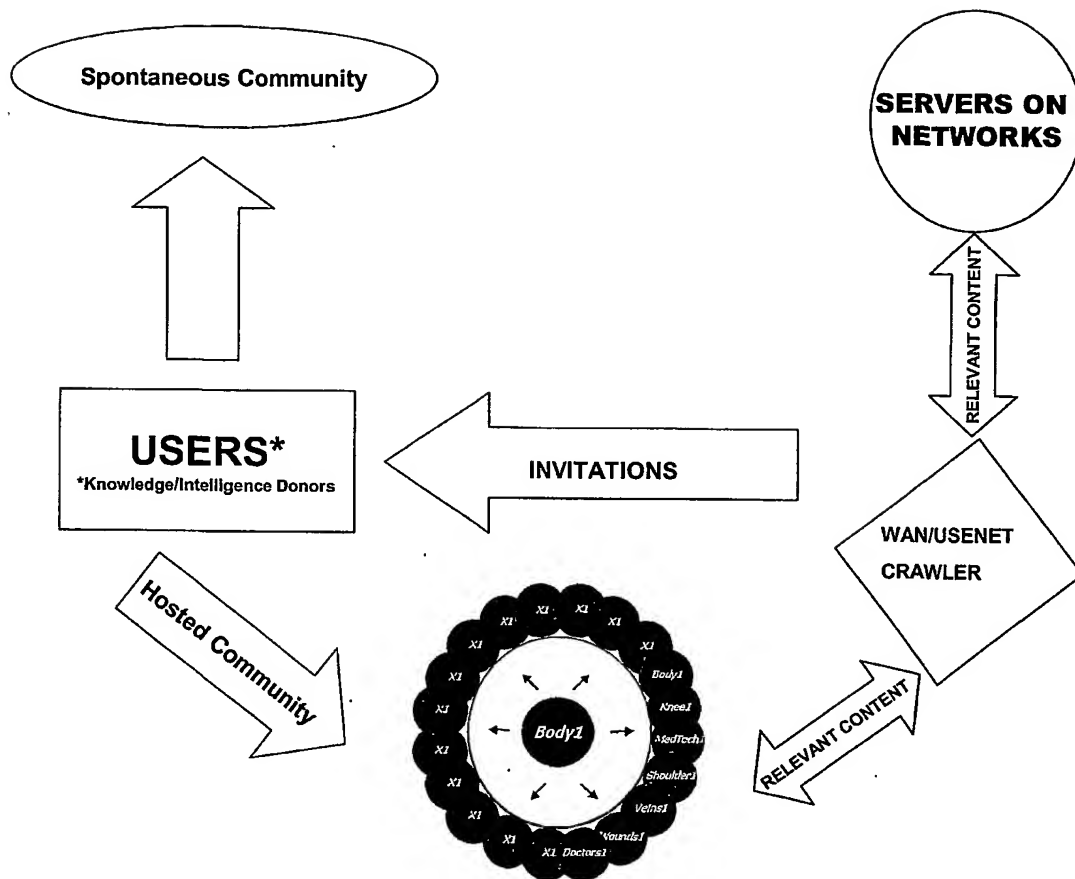 Spontaneous Community
SERVERS ON
NETWORKS
RELEVANT CONTENT
USERS*
*Knowledge/Intelligence Donors
INVITATIONS
WAN/USENET
CRAWLER
Hosted Community
RELEVANT CONTENT
Body1
X1
X1
X1
X1
Body1
Knee1
MedTech1
Shoulder1
Veins1
Wounds1
Doctors1
X1
X1
X1
X1
X1
X1
X1
X1
X1